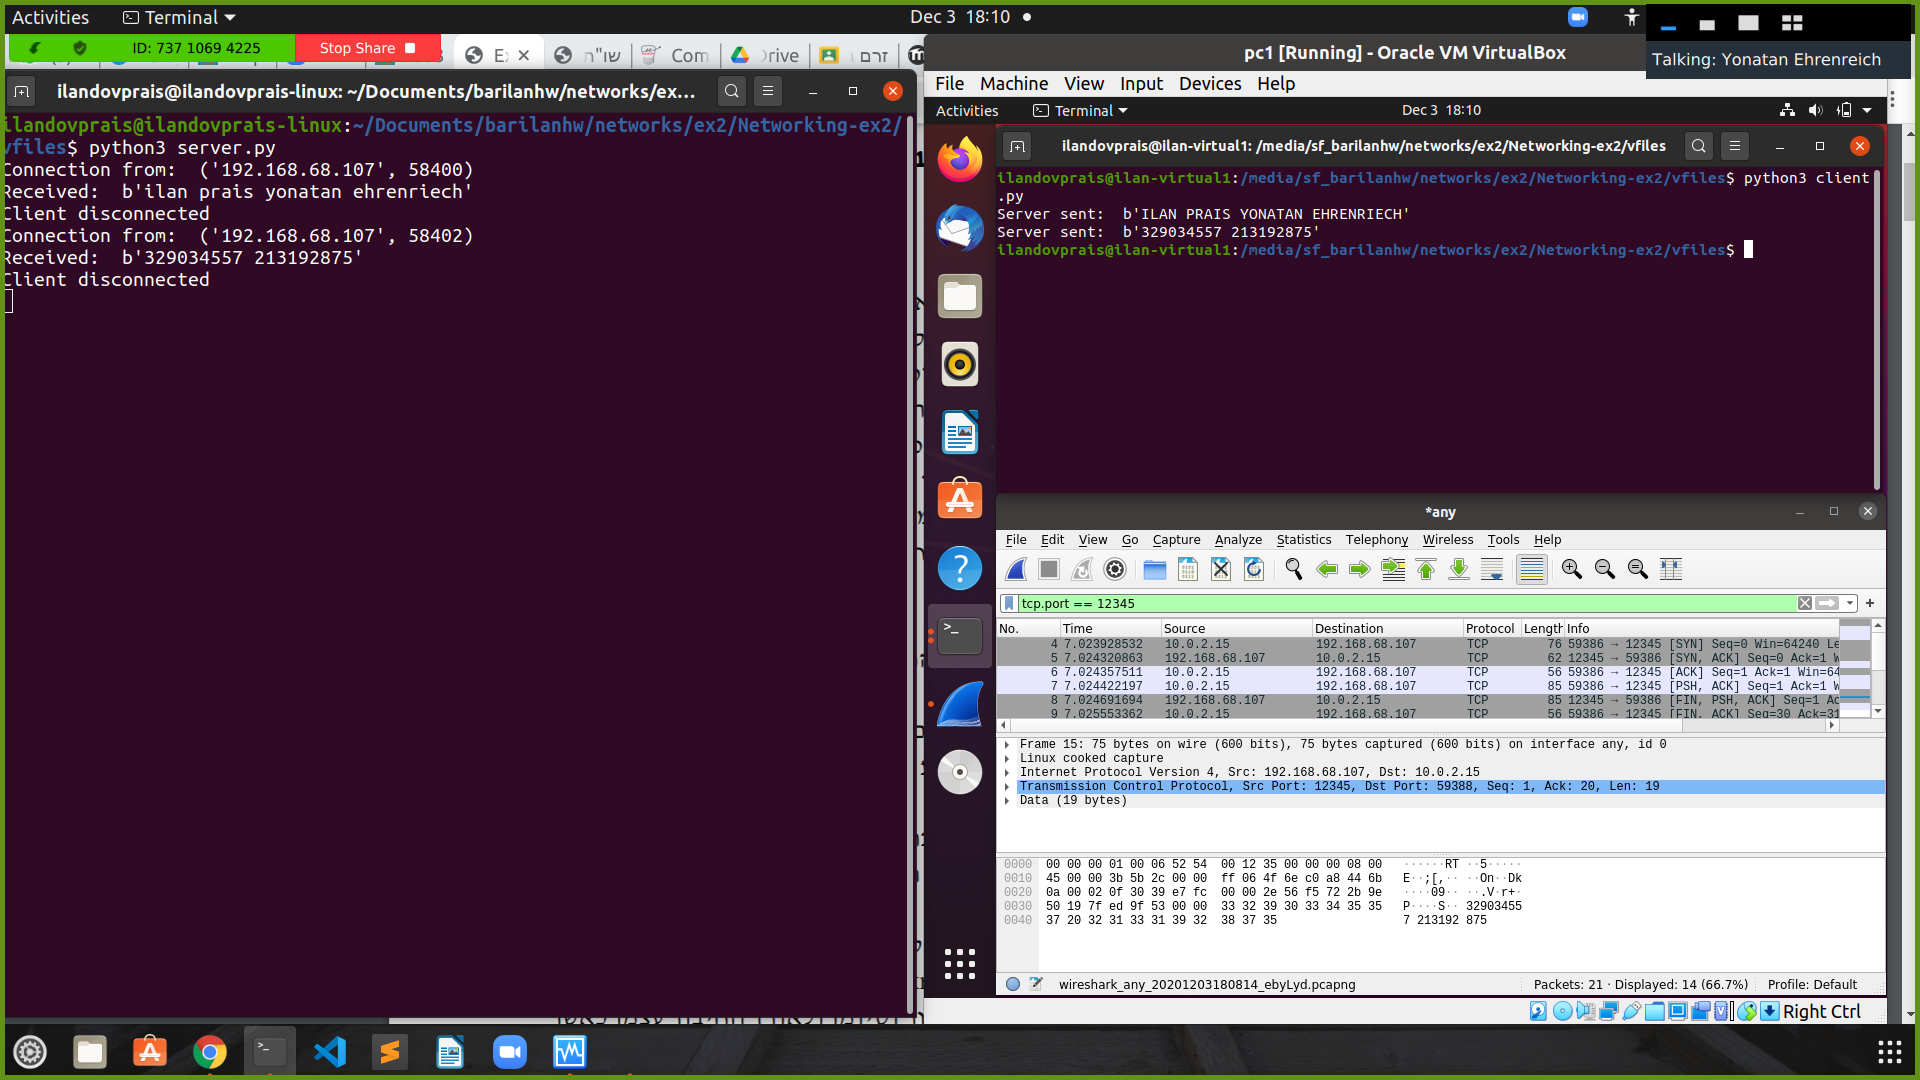 Activities Terminal Dec 3 18:10
ID: 737 1069 4225 Stop Share
שו"ת Com זרם
Talking: Yonatan Ehrenreich
ilandovprais@ilandovprais-linux: ~/Documents/barilanhw/networks/ex...
ilandovprais@ilandovprais-linux:~/Documents/barilanhw/networks/ex2/Networking-ex2/
vfiles$ python3 server.py
Connection from:  ('192.168.68.107', 58400)
Received:  b'ilan prais yonatan ehrenriech'
Client disconnected
Connection from:  ('192.168.68.107', 58402)
Received:  b'329034557 213192875'
Client disconnected
pc1 [Running] - Oracle VM VirtualBox
File Machine View Input Devices Help
Activities Terminal Dec 3 18:10
ilandovprais@ilan-virtual1: /media/sf_barilanhw/networks/ex2/Networking-ex2/vfiles
ilandovprais@ilan-virtual1:/media/sf_barilanhw/networks/ex2/Networking-ex2/vfiles$ python3 client
.py
Server sent:  b'ILAN PRAIS YONATAN EHRENRIECH'
Server sent:  b'329034557 213192875'
ilandovprais@ilan-virtual1:/media/sf_barilanhw/networks/ex2/Networking-ex2/vfiles$
*any
File Edit View Go Capture Analyze Statistics Telephony Wireless Tools Help
tcp.port == 12345
No. Time Source Destination Protocol Length Info
4 7.023928532 10.0.2.15 192.168.68.107 TCP 76 59386 → 12345 [SYN] Seq=0 Win=64240 Le
5 7.024320863 192.168.68.107 10.0.2.15 TCP 62 12345 → 59386 [SYN, ACK] Seq=0 Ack=1 W
6 7.024357511 10.0.2.15 192.168.68.107 TCP 56 59386 → 12345 [ACK] Seq=1 Ack=1 Win=64
7 7.024422197 10.0.2.15 192.168.68.107 TCP 85 59386 → 12345 [PSH, ACK] Seq=1 Ack=1 W
8 7.024691694 192.168.68.107 10.0.2.15 TCP 85 12345 → 59386 [FIN, PSH, ACK] Seq=1 Ac
9 7.025553362 10.0.2.15 192.168.68.107 TCP 56 59386 → 12345 [FIN, ACK] Seq=30 Ack=31
Frame 15: 75 bytes on wire (600 bits), 75 bytes captured (600 bits) on interface any, id 0
Linux cooked capture
Internet Protocol Version 4, Src: 192.168.68.107, Dst: 10.0.2.15
Transmission Control Protocol, Src Port: 12345, Dst Port: 59388, Seq: 1, Ack: 20, Len: 19
Data (19 bytes)
0000 00 00 00 01 00 06 52 54 00 12 35 00 00 00 08 00 ······RT ··5·····
0010 45 00 00 3b 5b 2c 00 00 ff 06 4f 6e c0 a8 44 6b E··;[,·· ··On··Dk
0020 0a 00 02 0f 30 39 e7 fc 00 00 2e 56 f5 72 2b 9e ····09·· ··.V·r+·
0030 50 19 7f ed 9f 53 00 00 33 32 39 30 33 34 35 35 P····S·· 32903455
0040 37 20 32 31 33 31 39 32 38 37 35 7 213192 875
wireshark_any_20201203180814_ebyLyd.pcapng Packets: 21 · Displayed: 14 (66.7%) Profile: Default
Right Ctrl